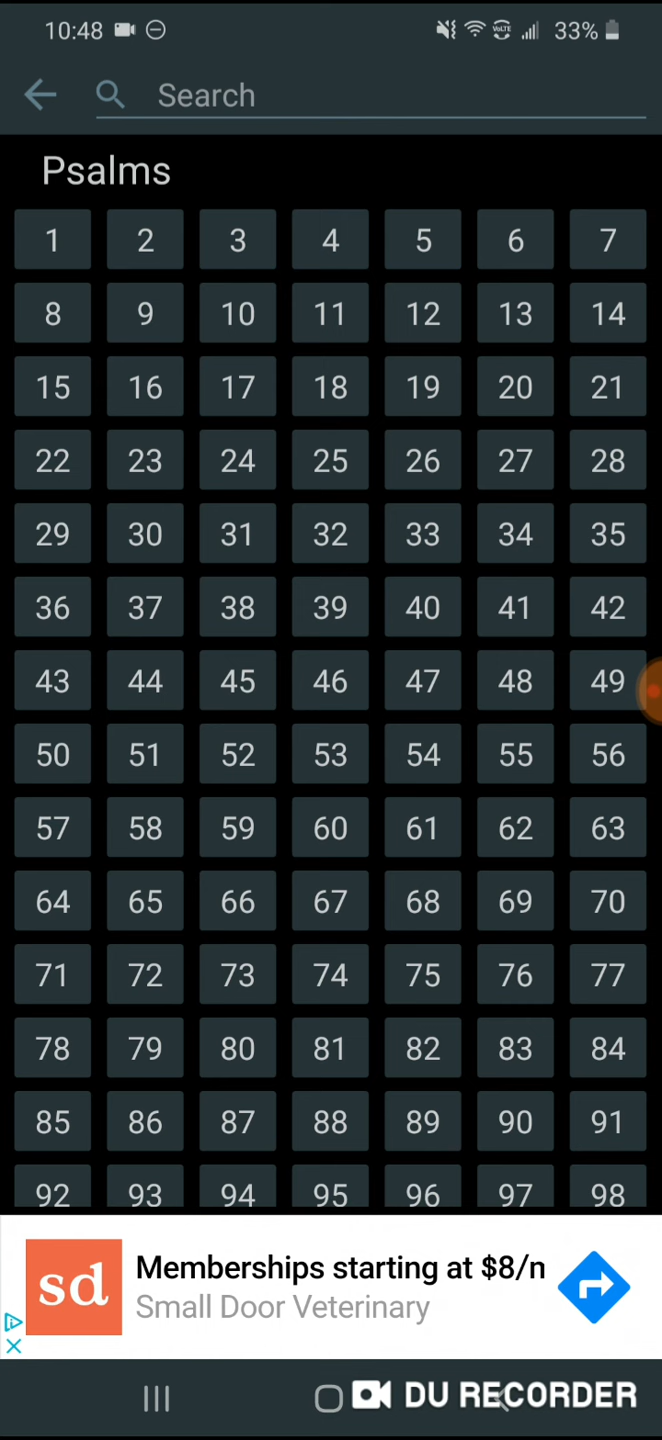 10:48 VoLTE 33%
Search
Psalms
1 2 3 4 5 6 7
8 9 10 11 12 13 14
15 16 17 18 19 20 21
22 23 24 25 26 27 28
29 30 31 32 33 34 35
36 37 38 39 40 41 42
43 44 45 46 47 48 49
50 51 52 53 54 55 56
57 58 59 60 61 62 63
64 65 66 67 68 69 70
71 72 73 74 75 76 77
78 79 80 81 82 83 84
85 86 87 88 89 90 91
92 93 94 95 96 97 98
sd
Memberships starting at $8/n
Small Door Veterinary
DU RECORDER